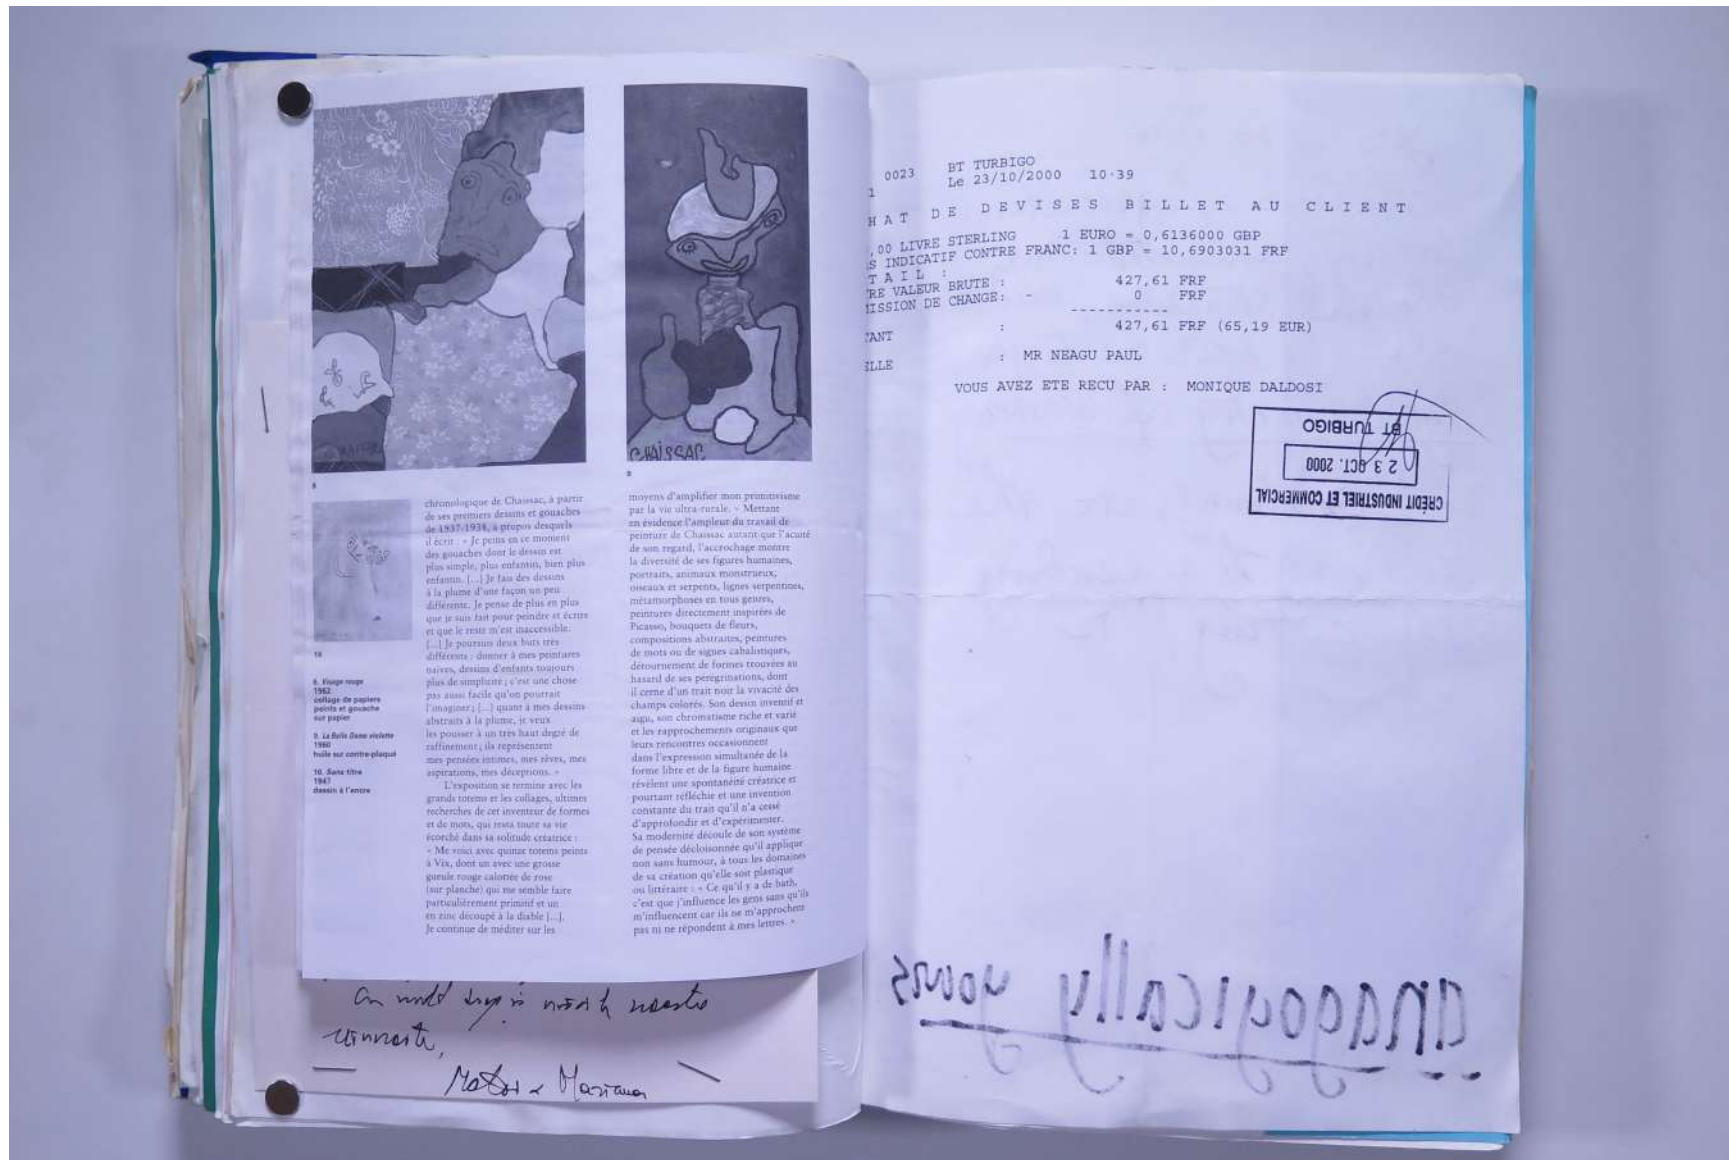 CHAISSAC
8
9
chronologique de Chaissac, à partir
de ses premiers dessins et gouaches
de 1937-1938, à propos desquels
il écrit : « Je peins en ce moment
des gouaches dont le dessin est
plus simple, plus enfantin, bien plus
enfantin. [...] Je fais des dessins
à la plume d'une façon un peu
différente. Je pense de plus en plus
que je suis fait pour peindre et écrire
et que le reste m'est inaccessible.
[...] Je poursuis deux buts très
différents : donner à mes peintures
naïves, dessins d'enfants toujours
plus de simplicité ; c'est une chose
pas aussi facile qu'on pourrait
l'imaginer ; [...] quant à mes dessins
abstraits à la plume, je veux
les pousser à un très haut degré de
raffinement ; ils représentent
mes pensées intimes, mes rêves, mes
aspirations, mes déceptions. »
L'exposition se termine avec les
grands totems et les collages, ultimes
recherches de cet inventeur de formes
et de mots, qui resta toute sa vie
écorché dans sa solitude créatrice :
« Me voici avec quinze totems peints
à Vix, dont un avec une grosse
gueule rouge calottée de rose
(sur planche) qui me semble faire
particulièrement primitif et un
en zinc découpé à la diable [...].
Je continue de méditer sur les
moyens d'amplifier mon primitivisme
par la vie ultra-rurale. » Mettant
en évidence l'ampleur du travail de
peinture de Chaissac autant que l'acuité
de son regard, l'accrochage montre
la diversité de ses figures humaines,
portraits, animaux monstrueux,
oiseaux et serpents, lignes serpentines,
métamorphoses en tous genres,
peintures directement inspirées de
Picasso, bouquets de fleurs,
compositions abstraites, peintures
de mots ou de signes cabalistiques,
détournement de formes trouvées au
hasard de ses pérégrinations, dont
il cerne d'un trait noir la vivacité des
champs colorés. Son dessin inventif et
aigu, son chromatisme riche et varié
et les rapprochements originaux que
leurs rencontres occasionnent
dans l'expression simultanée de la
forme libre et de la figure humaine
révèlent une spontanéité créatrice et
pourtant réfléchie et une invention
constante du trait qu'il n'a cessé
d'approfondir et d'expérimenter.
Sa modernité découle de son système
de pensée décloisonnée qu'il applique
non sans humour, à tous les domaines
de sa création qu'elle soit plastique
ou littéraire : « Ce qu'il y a de bath,
c'est que j'influence les gens sans qu'ils
m'influencent car ils ne m'approchent
pas ni ne répondent à mes lettres. »
10
8. Visage rouge
1962
collage de papiers
peints et gouache
sur papier
9. La Belle Dame violette
1960
huile sur contre-plaqué
10. Sans titre
1947
dessin à l'encre
& Mariana
0023 BT TURBIGO
1 Le 23/10/2000 10·39
HAT DE DEVISES BILLET AU CLIENT
,00 LIVRE STERLING 1 EURO = 0,6136000 GBP
S INDICATIF CONTRE FRANC: 1 GBP = 10,6903031 FRF
TAIL :
RE VALEUR BRUTE : 427,61 FRF
MISSION DE CHANGE: - 0 FRF
-----------
TANT : 427,61 FRF (65,19 EUR)
ELLE : MR NEAGU PAUL
VOUS AVEZ ETE RECU PAR : MONIQUE DALDOSI
CRÉDIT INDUSTRIEL ET COMMERCIAL
23 OCT. 2000
BT TURBIGO
anagogically yours